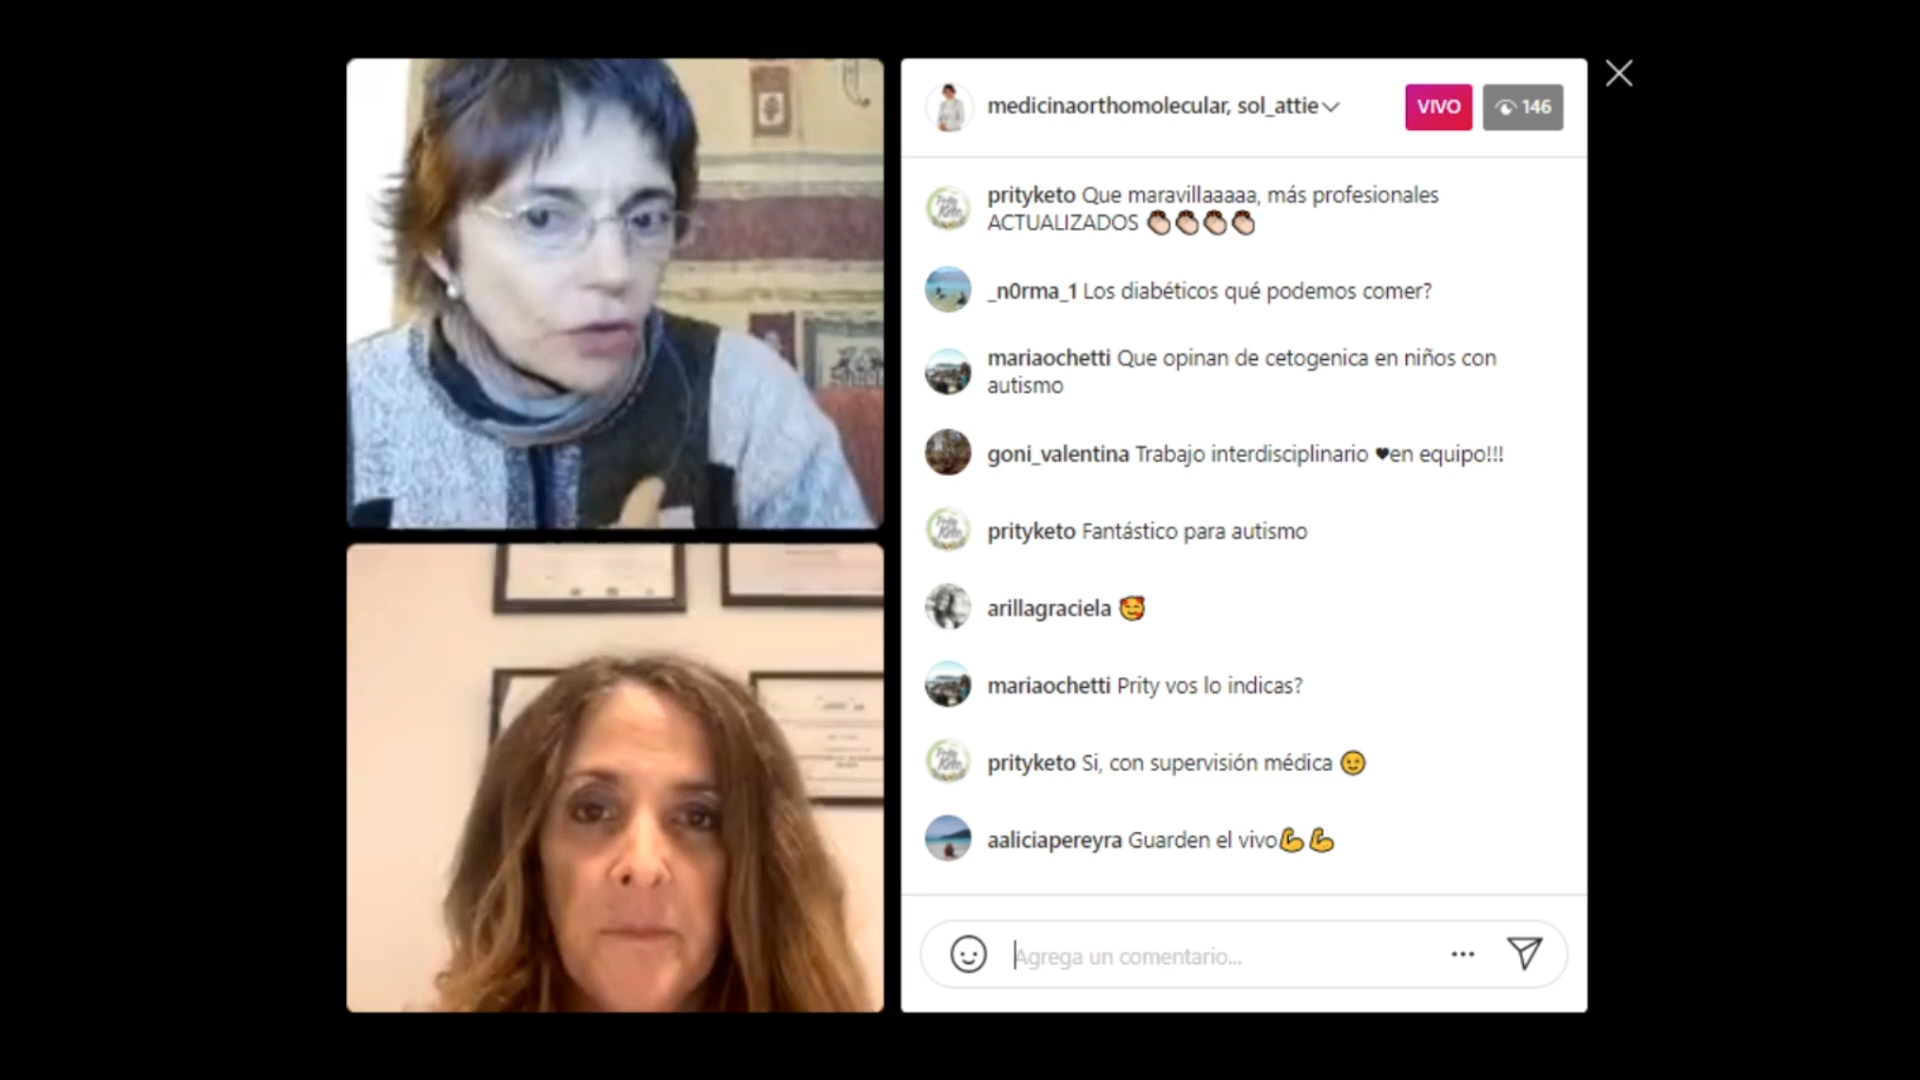 medicinaorthomolecular, sol_attie
VIVO
146
prityketo Que maravillaaaaa, más profesionales
ACTUALIZADOS 👏🏻👏🏻👏🏻👏🏻
_n0rma_1 Los diabéticos qué podemos comer?
mariaochetti Que opinan de cetogenica en niños con
autismo
goni_valentina Trabajo interdisciplinario ❤en equipo!!!
prityketo Fantástico para autismo
arillagraciela 🥰
mariaochetti Prity vos lo indicas?
prityketo Si, con supervisión médica 😉
aaliciapereyra Guarden el vivo💪💪
Agrega un comentario...